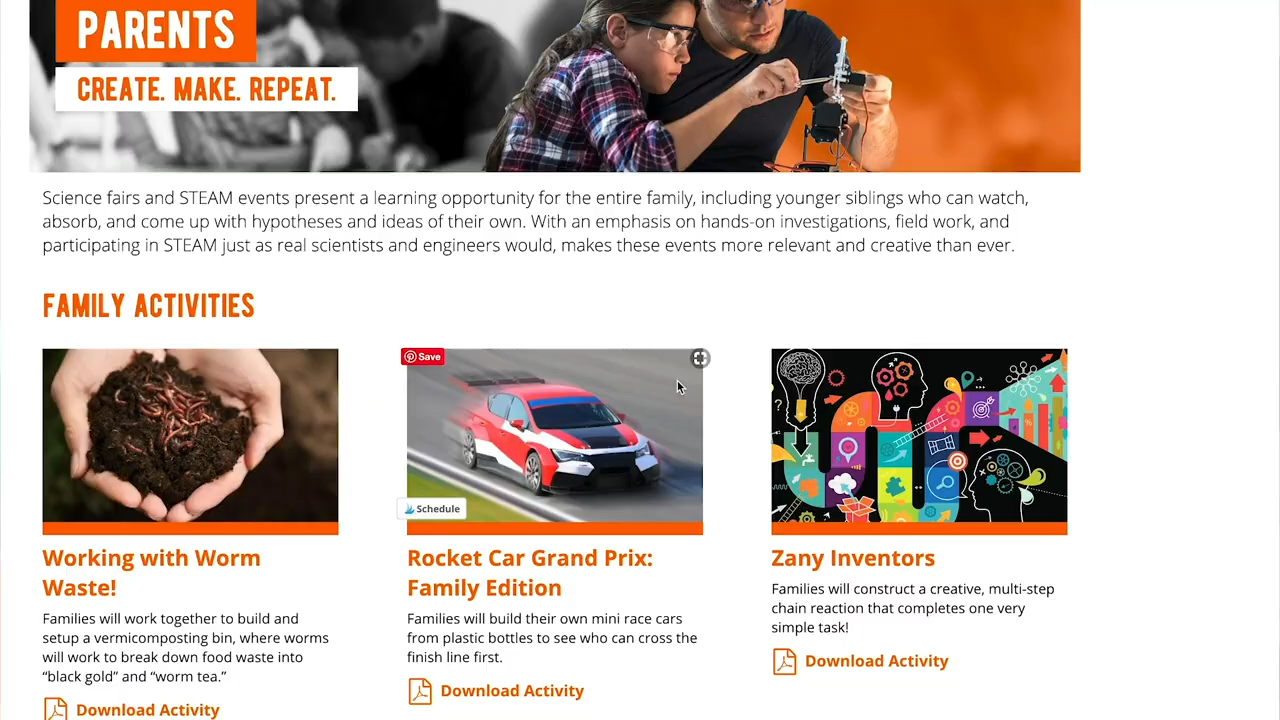 PARENTS
CREATE. MAKE. REPEAT.
Science fairs and STEAM events present a learning opportunity for the entire family, including younger siblings who can watch,
absorb, and come up with hypotheses and ideas of their own. With an emphasis on hands-on investigations, field work, and
participating in STEAM just as real scientists and engineers would, makes these events more relevant and creative than ever.
FAMILY ACTIVITIES
Save
Schedule
Working with Worm
Waste!
Families will work together to build and
setup a vermicomposting bin, where worms
will work to break down food waste into
“black gold” and “worm tea.”
Download Activity
Rocket Car Grand Prix:
Family Edition
Families will build their own mini race cars
from plastic bottles to see who can cross the
finish line first.
Download Activity
Zany Inventors
Families will construct a creative, multi-step
chain reaction that completes one very
simple task!
Download Activity